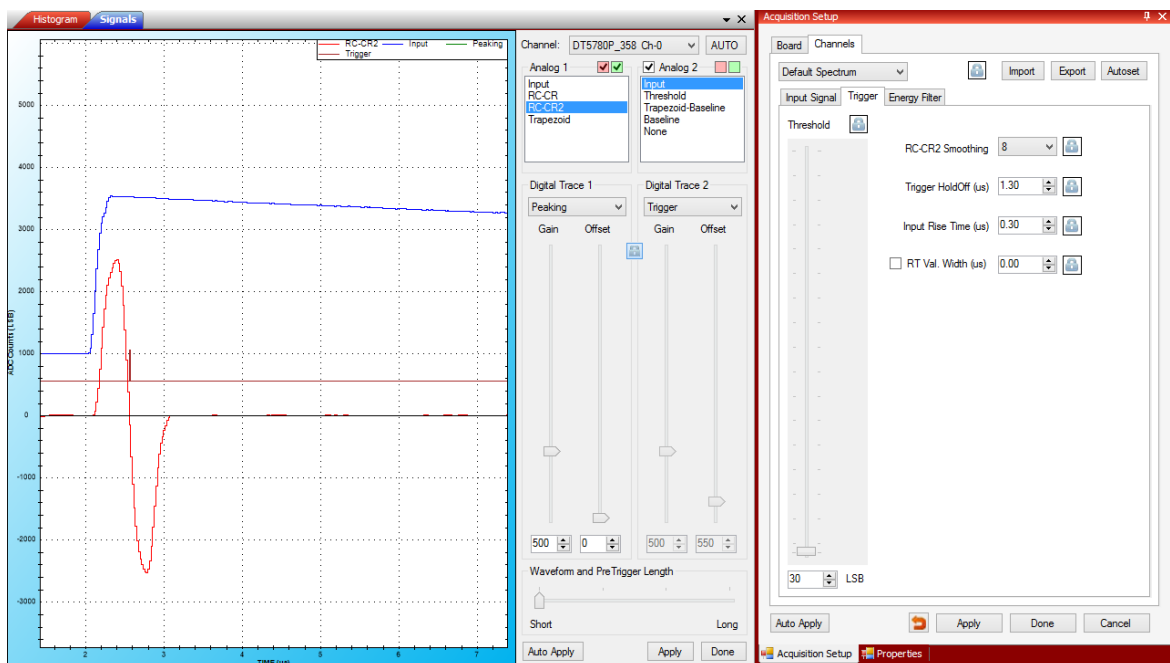 Histogram
Signals
RC-CR2
Input
Peaking
Trigger
5000
4000
3000
2000
1000
0
-1000
-2000
-3000
ADC Counts (LSB)
2
3
4
5
6
7
TIME (us)
Channel:
DT5780P_358 Ch-0
AUTO
Analog 1
Input
RC-CR
RC-CR2
Trapezoid
Analog 2
Input
Threshold
Trapezoid-Baseline
Baseline
None
Digital Trace 1
Peaking
Gain
Offset
500
0
Digital Trace 2
Trigger
Gain
Offset
500
550
Waveform and PreTrigger Length
Short
Long
Auto Apply
Apply
Done
Acquisition Setup
Board
Channels
Default Spectrum
Import
Export
Autoset
Input Signal
Trigger
Energy Filter
Threshold
RC-CR2 Smoothing
8
Trigger HoldOff (us)
1.30
Input Rise Time (us)
0.30
RT Val. Width (us)
0.00
30
LSB
Auto Apply
Apply
Done
Cancel
Acquisition Setup
Properties